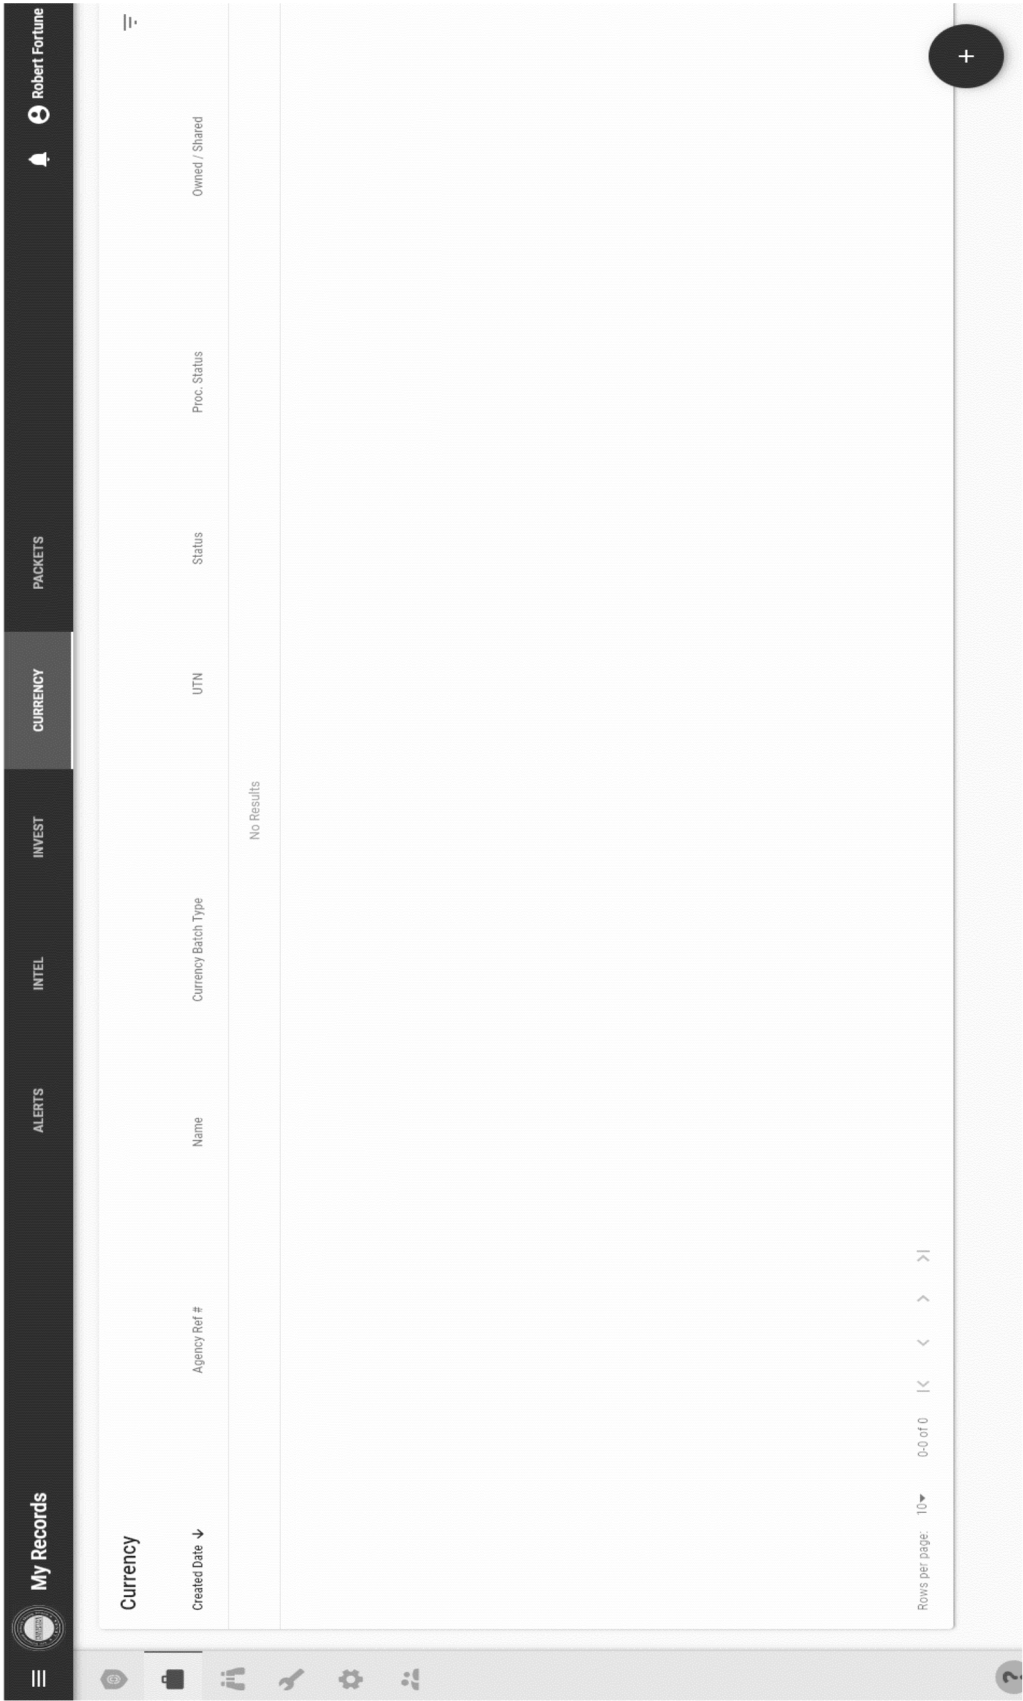 My Records
ALERTS
INTEL
INVEST
CURRENCY
PACKETS
Robert Fortune
Currency
Created Date
Agency Ref #
Name
Currency Batch Type
UTN
Status
Proc. Status
Owned / Shared
No Results
Rows per page: 10 0-0 of 0
+
?